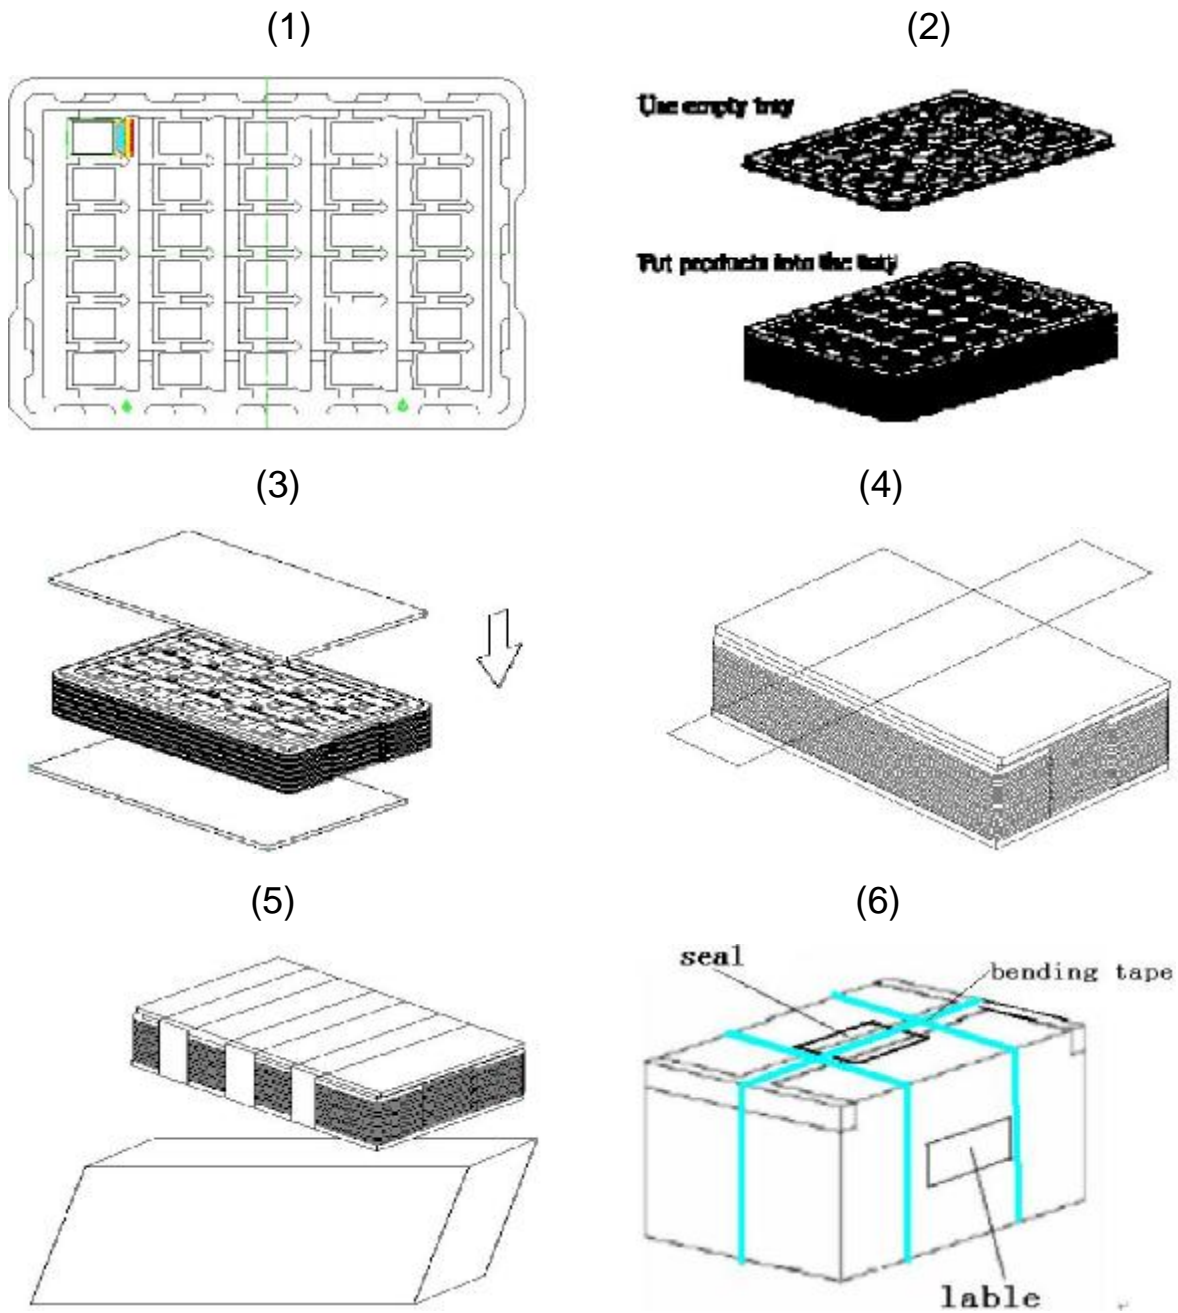 (1)
(2)
Use empty tray
Put products into the tray
(3)
(4)
(5)
(6)
seal
bending tape
lable